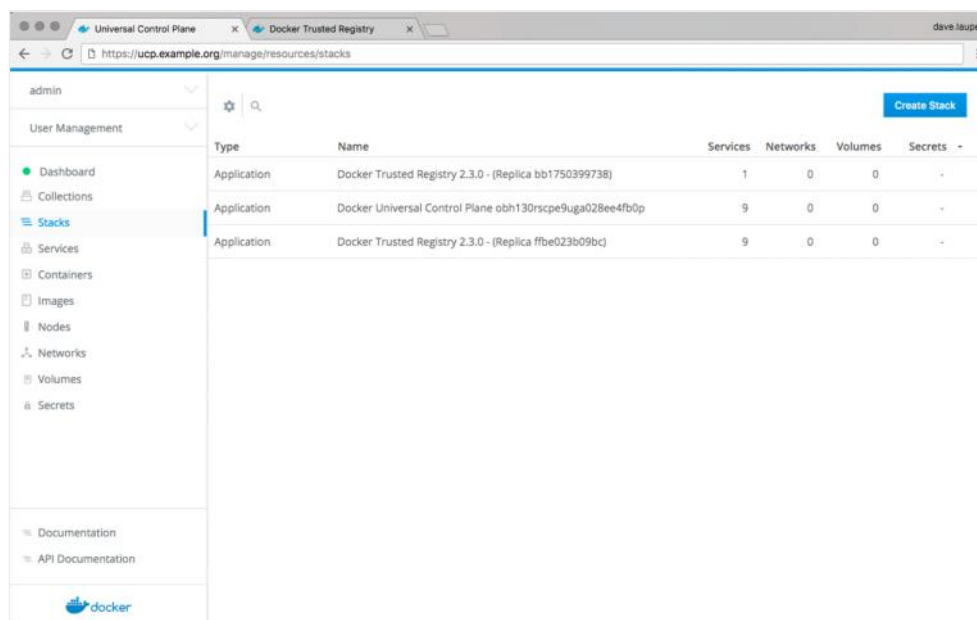 Universal Control Plane
Docker Trusted Registry
https://ucp.example.org/manage/resources/stacks
admin
User Management
Dashboard
Collections
Stacks
Services
Containers
Images
Nodes
Networks
Volumes
Secrets
Documentation
API Documentation
docker
Create Stack
Type Name Services Networks Volumes Secrets
Application Docker Trusted Registry 2.3.0 - (Replica bb1750399738) 1 0 0 -
Application Docker Universal Control Plane obh130rscpe9uga028ee4fb0p 9 0 0 -
Application Docker Trusted Registry 2.3.0 - (Replica ffbe023b09bc) 9 0 0 -